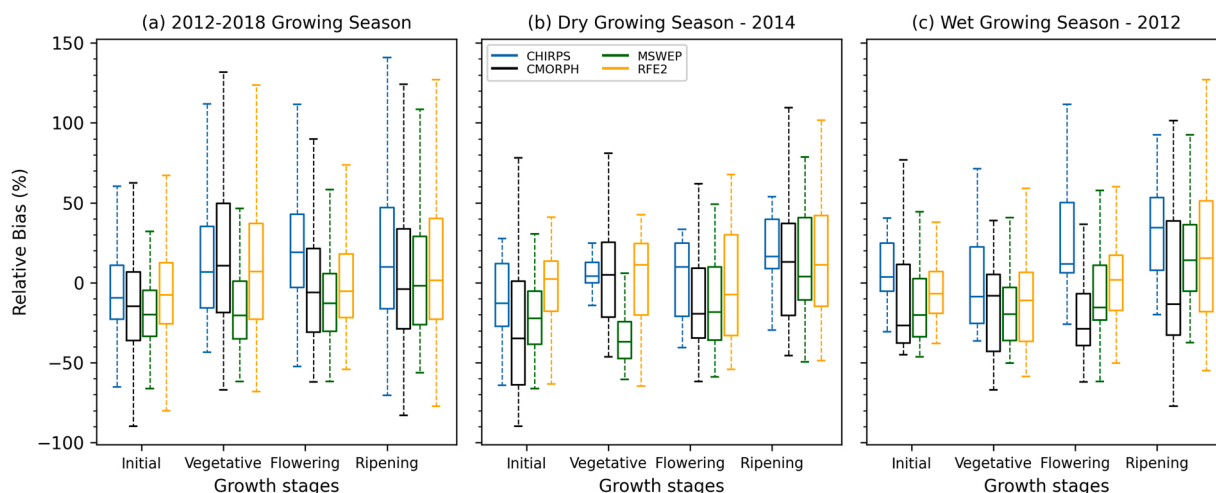 (a) 2012-2018 Growing Season
(b) Dry Growing Season - 2014
(c) Wet Growing Season - 2012
Relative Bias (%)
150
100
50
0
−50
−100
CHIRPS
CMORPH
MSWEP
RFE2
Initial Vegetative Flowering Ripening
Growth stages
Initial Vegetative Flowering Ripening
Growth stages
Initial Vegetative Flowering Ripening
Growth stages